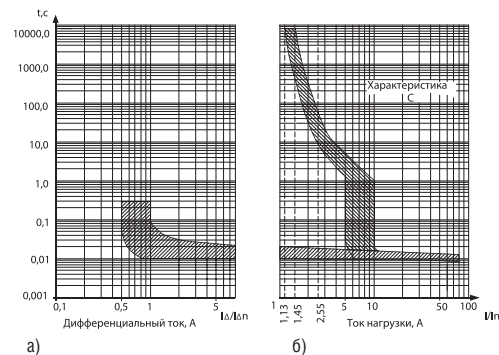 t,c
10000,0
1000,0
100,0
10,0
1,0
0,1
0,01
0,001
0,1 0,5 1 5 I∆/I∆n
Дифференциальный ток, А
а)
Характеристика
С
1 1,13 1,45 2,55 5 10 50 100 I/In
Ток нагрузки, А
б)